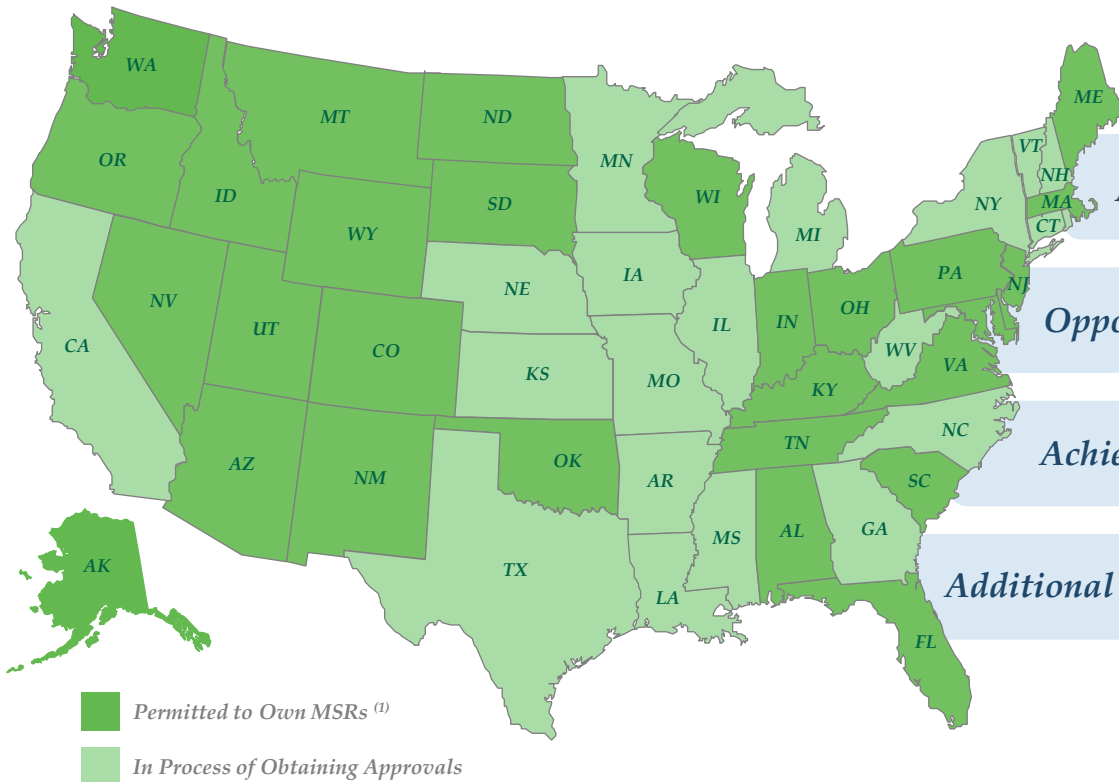 WA
MT
ND
ME
OR
MN
VT
ID
SD
WI
NH
NY
MA
WY
MI
CT
IA
PA
NE
NJ
NV
OH
UT
IL
IN
Oppo
CA
CO
WV
KS
MO
VA
KY
NC
TN
AZ
OK
Achie
NM
AR
SC
MS
AL
GA
AK
TX
LA
Additional
FL
Permitted to Own MSRs (1)
In Process of Obtaining Approvals